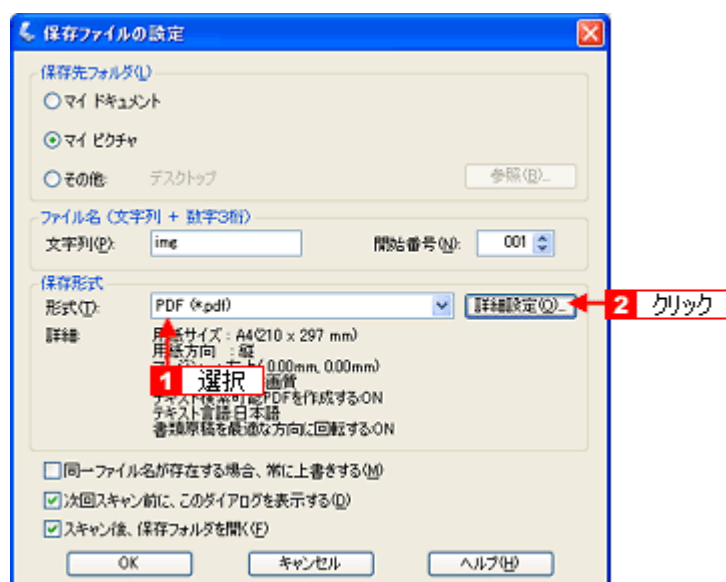 保存ファイルの設定
保存先フォルダ(L)
マイ ドキュメント
マイ ピクチャ
その他: デスクトップ 参照(B)...
ファイル名 (文字列 + 数字3桁)
文字列(P): img 開始番号(N): 001
保存形式
形式(T): PDF (*.pdf) 詳細設定(O)... 2 クリック
詳細: 用紙サイズ : A4(210 x 297 mm)
用紙方向 : 縦
0.00mm, 0.00mm)
1 選択 画質
PDFを作成する:ON
テキスト言語:日本語
書類原稿を最適な方向に回転する:ON
同一ファイル名が存在する場合、常に上書きする(M)
次回スキャン前に、このダイアログを表示する(D)
スキャン後、保存フォルダを開く(F)
OK キャンセル ヘルプ(H)